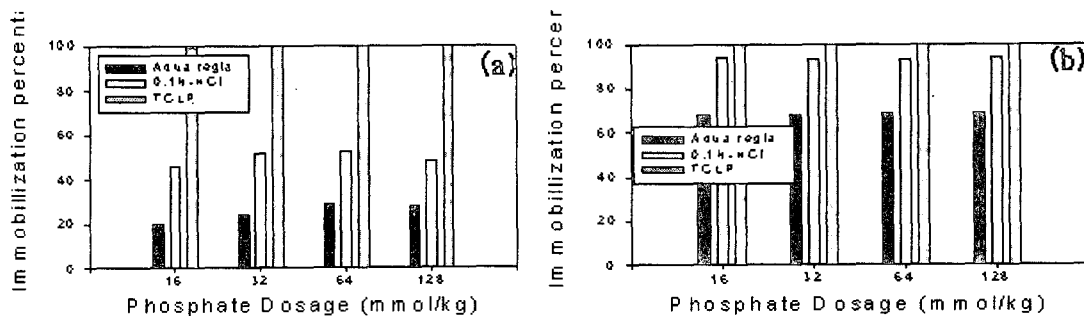 Immobillization percent
100
80
60
40
20
0
Aqua regia
0.1N-HCl
TCLP
(a)
16 32 64 128
Phosphate Dosage (mmol/kg)
Immobillization percer
100
80
60
40
20
0
Aqua regia
0.1N-HCl
TCLP
(b)
16 32 64 128
Phosphate Dosage (mmol/kg)